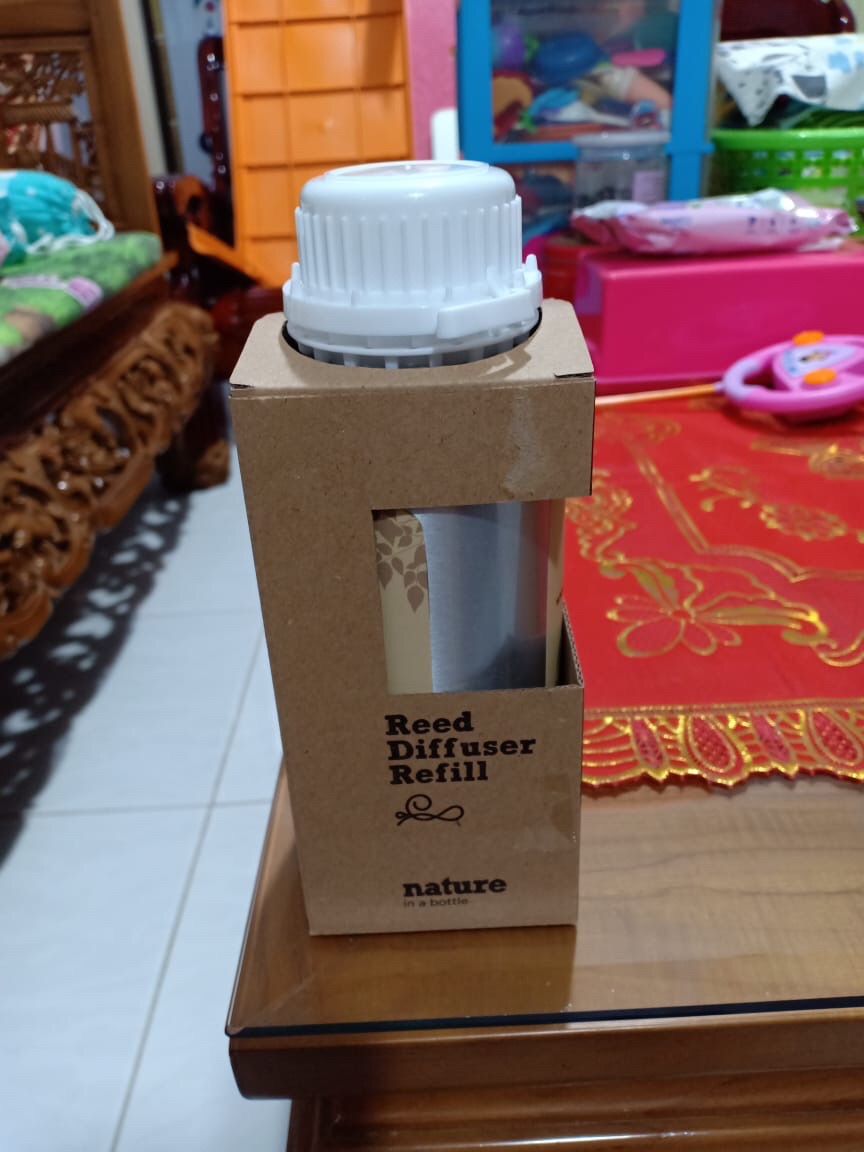 Reed
Diffuser
Refill
nature
in a bottle